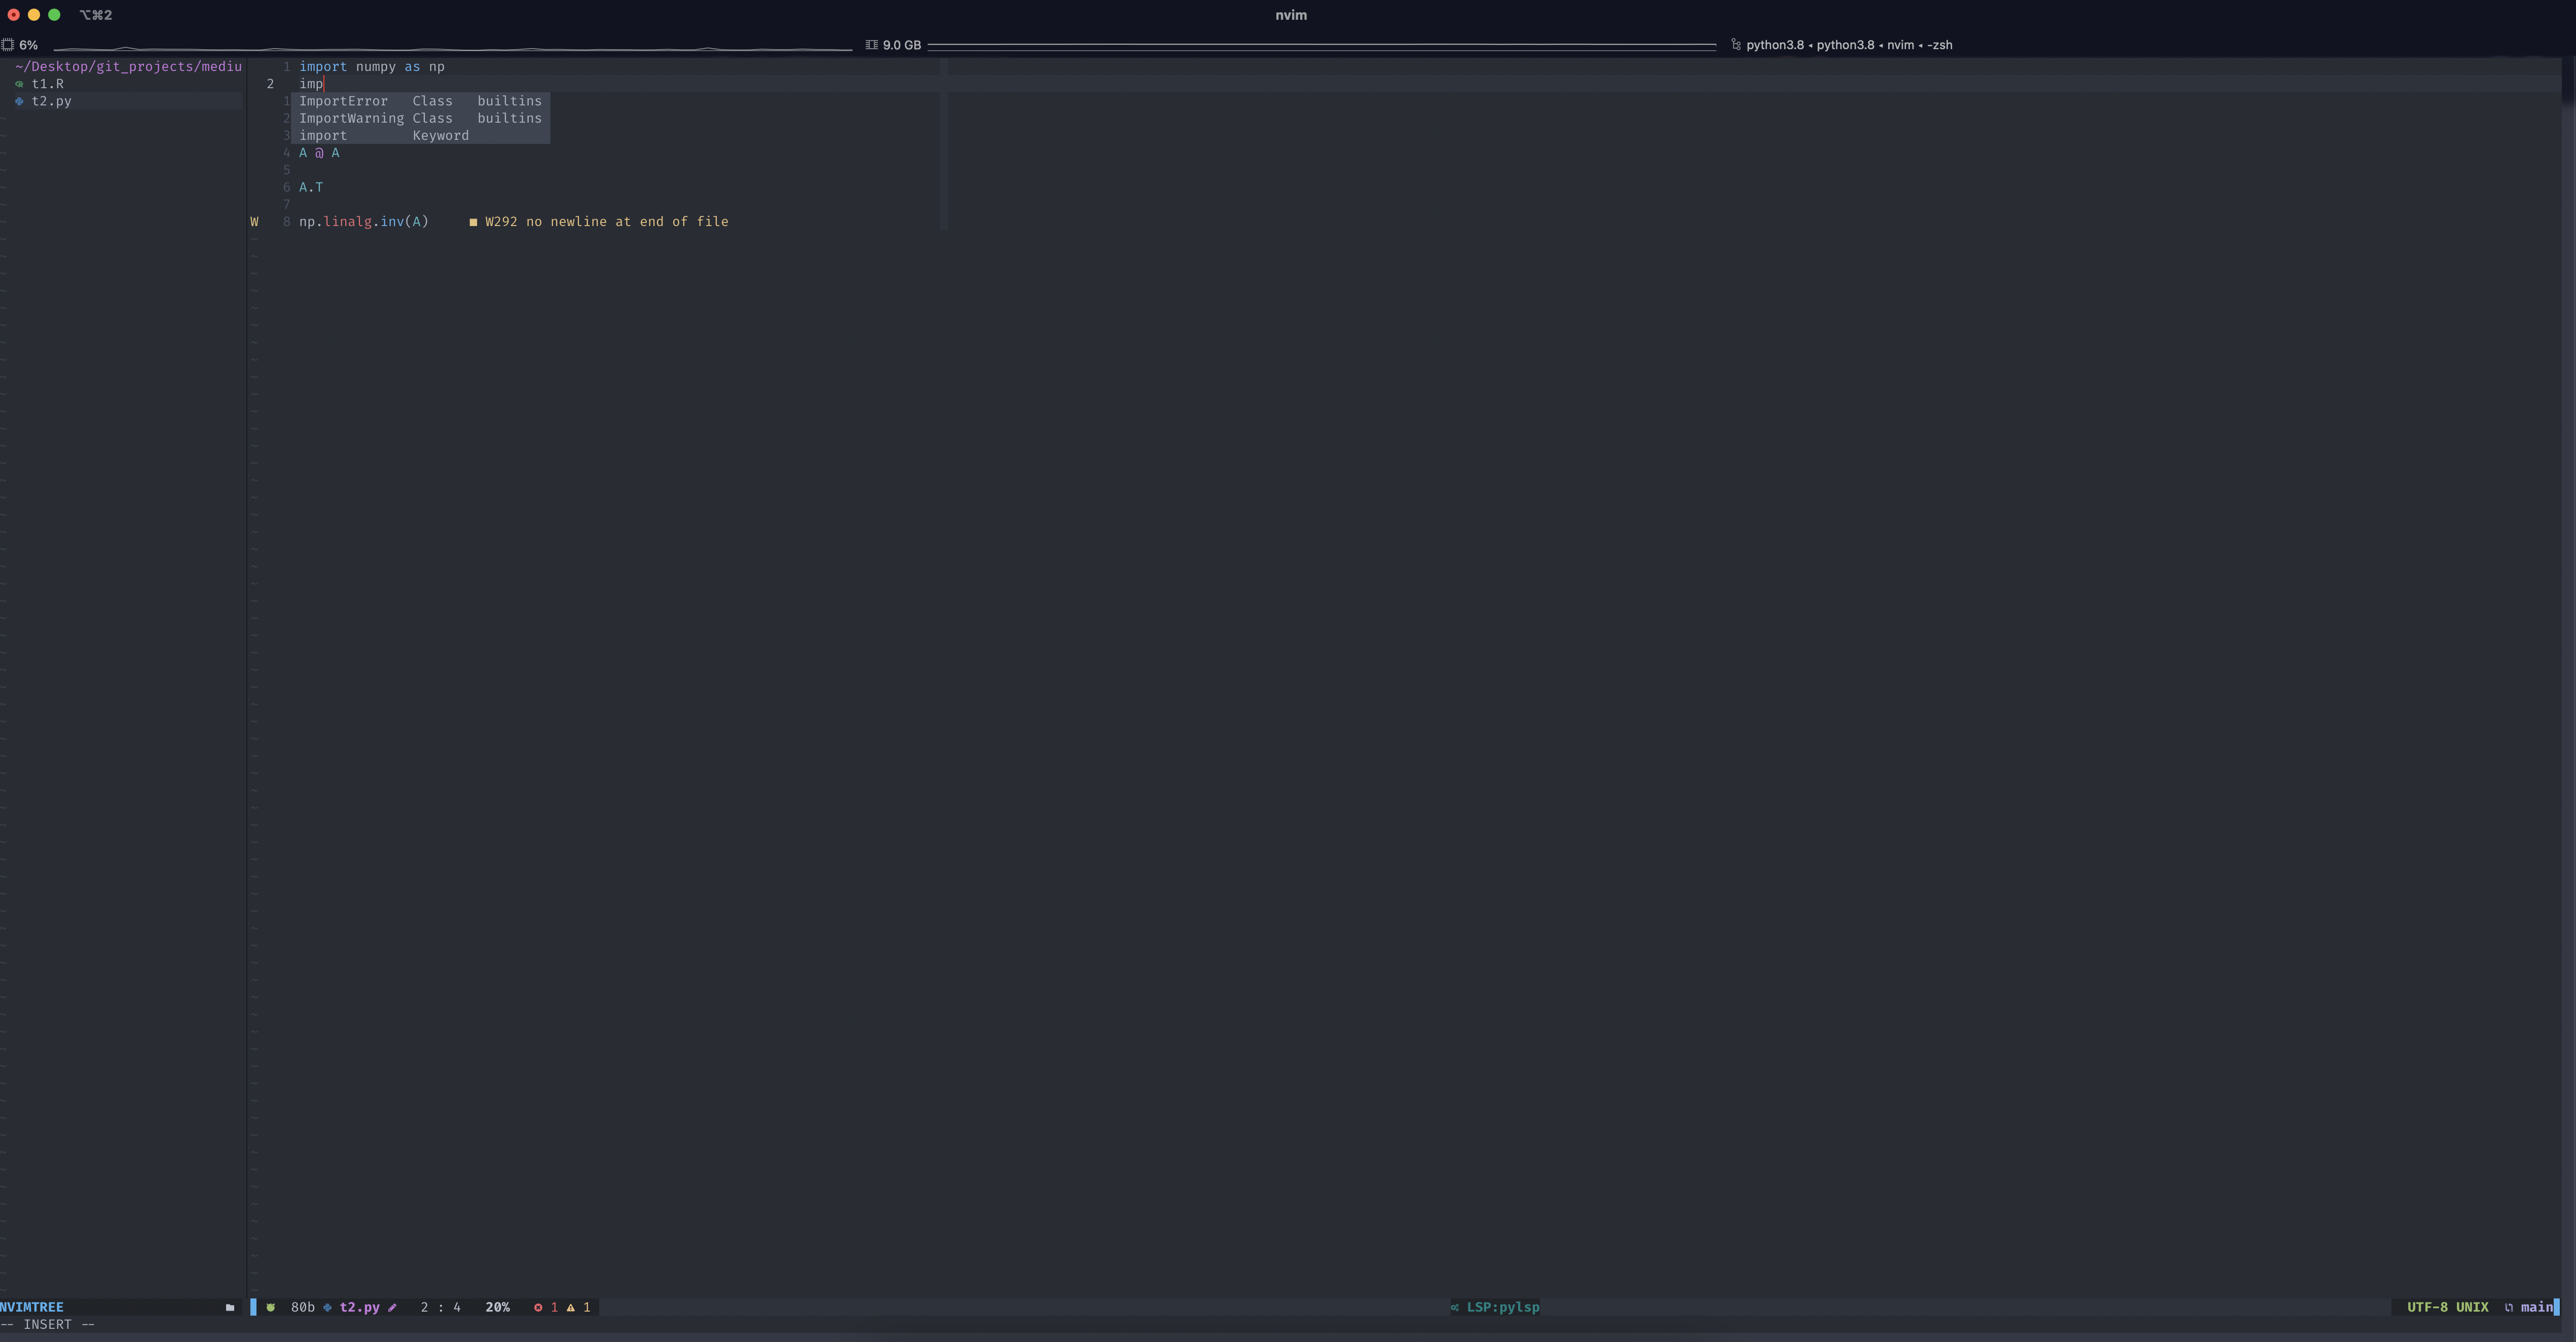 ⌥⌘2 nvim
6% 9.0 GB python3.8 ◂ python3.8 ◂ nvim ◂ -zsh
~/Desktop/git_projects/mediu
t1.R
t2.py
1 import numpy as np
2 imp
1 ImportError Class builtins
2 ImportWarning Class builtins
3 import Keyword
4 A @ A
5
6 A.T
7
W 8 np.linalg.inv(A) ■ W292 no newline at end of file
NVIMTREE 80b t2.py 2 : 4 20% 1 1 LSP:pylsp UTF-8 UNIX main
-- INSERT --